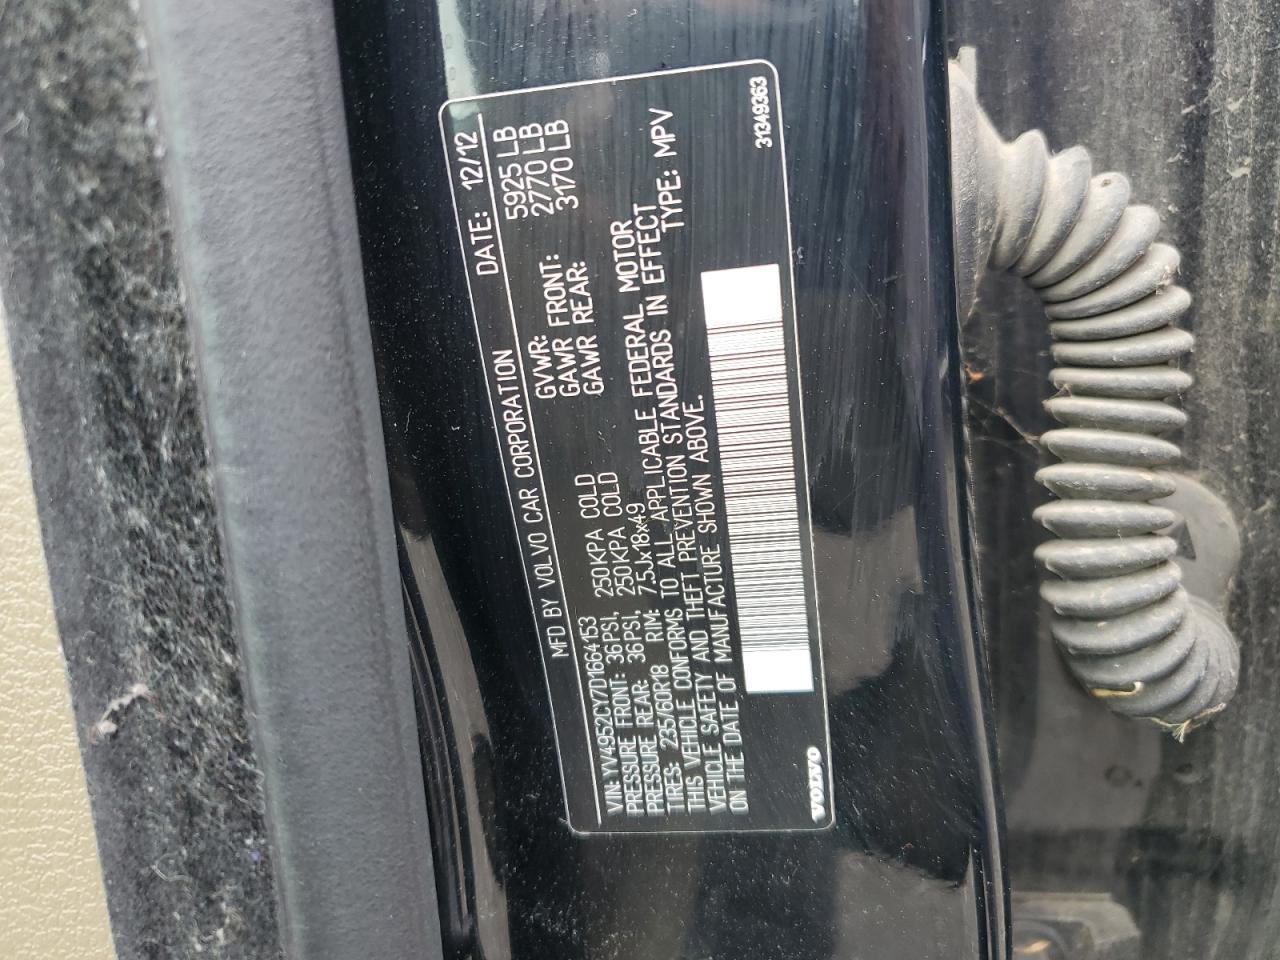 MFD BY VOLVO CAR CORPORATION DATE: 12/12
GVWR: 5925 LB
GAWR FRONT: 2770 LB
GAWR REAR: 3170 LB
VIN: YV4952CY7D1664153
PRESSURE FRONT: 36PSI, 250KPA COLD
PRESSURE REAR: 36PSI, 250KPA COLD
TIRES: 235/60R18 RIM: 7.5Jx18x49
THIS VEHICLE CONFORMS TO ALL APPLICABLE FEDERAL MOTOR
VEHICLE SAFETY AND THEFT PREVENTION STANDARDS IN EFFECT
ON THE DATE OF MANUFACTURE SHOWN ABOVE. TYPE: MPV
VOLVO 31349363